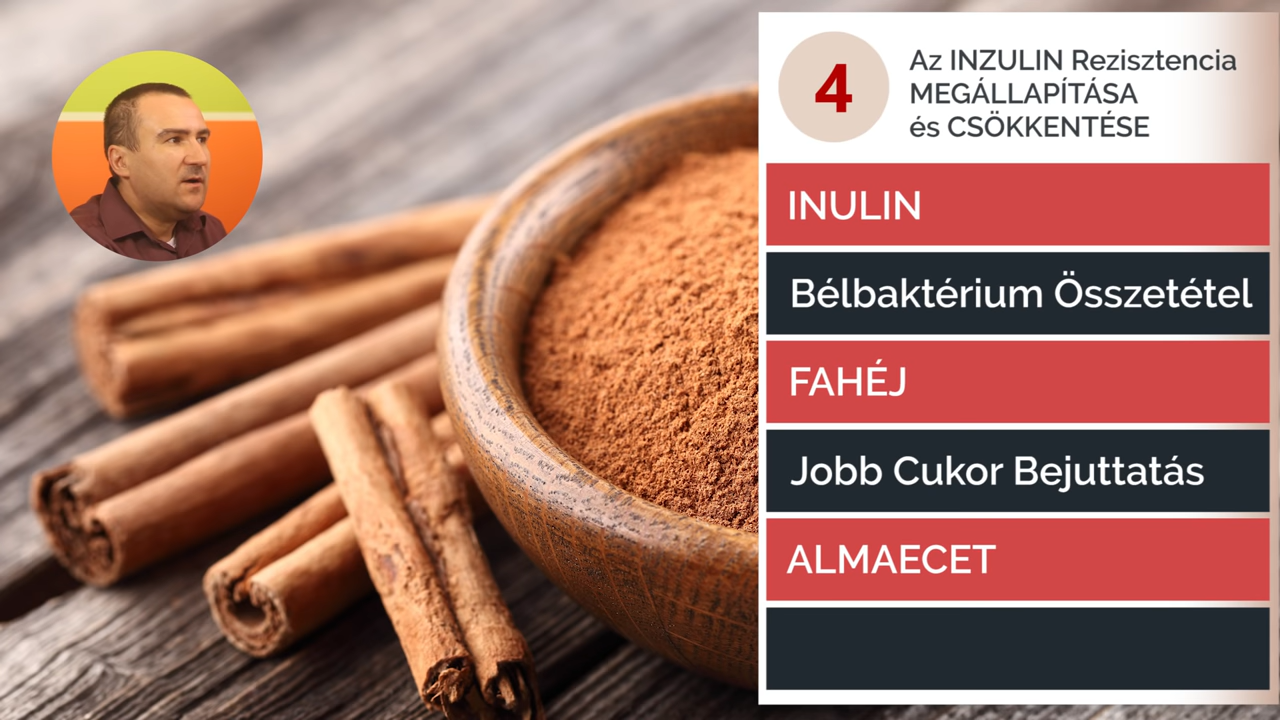 4
Az INZULIN Rezisztencia
MEGÁLLAPÍTÁSA
és CSÖKKENTÉSE
INULIN
Bélbaktérium Összetétel
FAHÉJ
Jobb Cukor Bejuttatás
ALMAECET